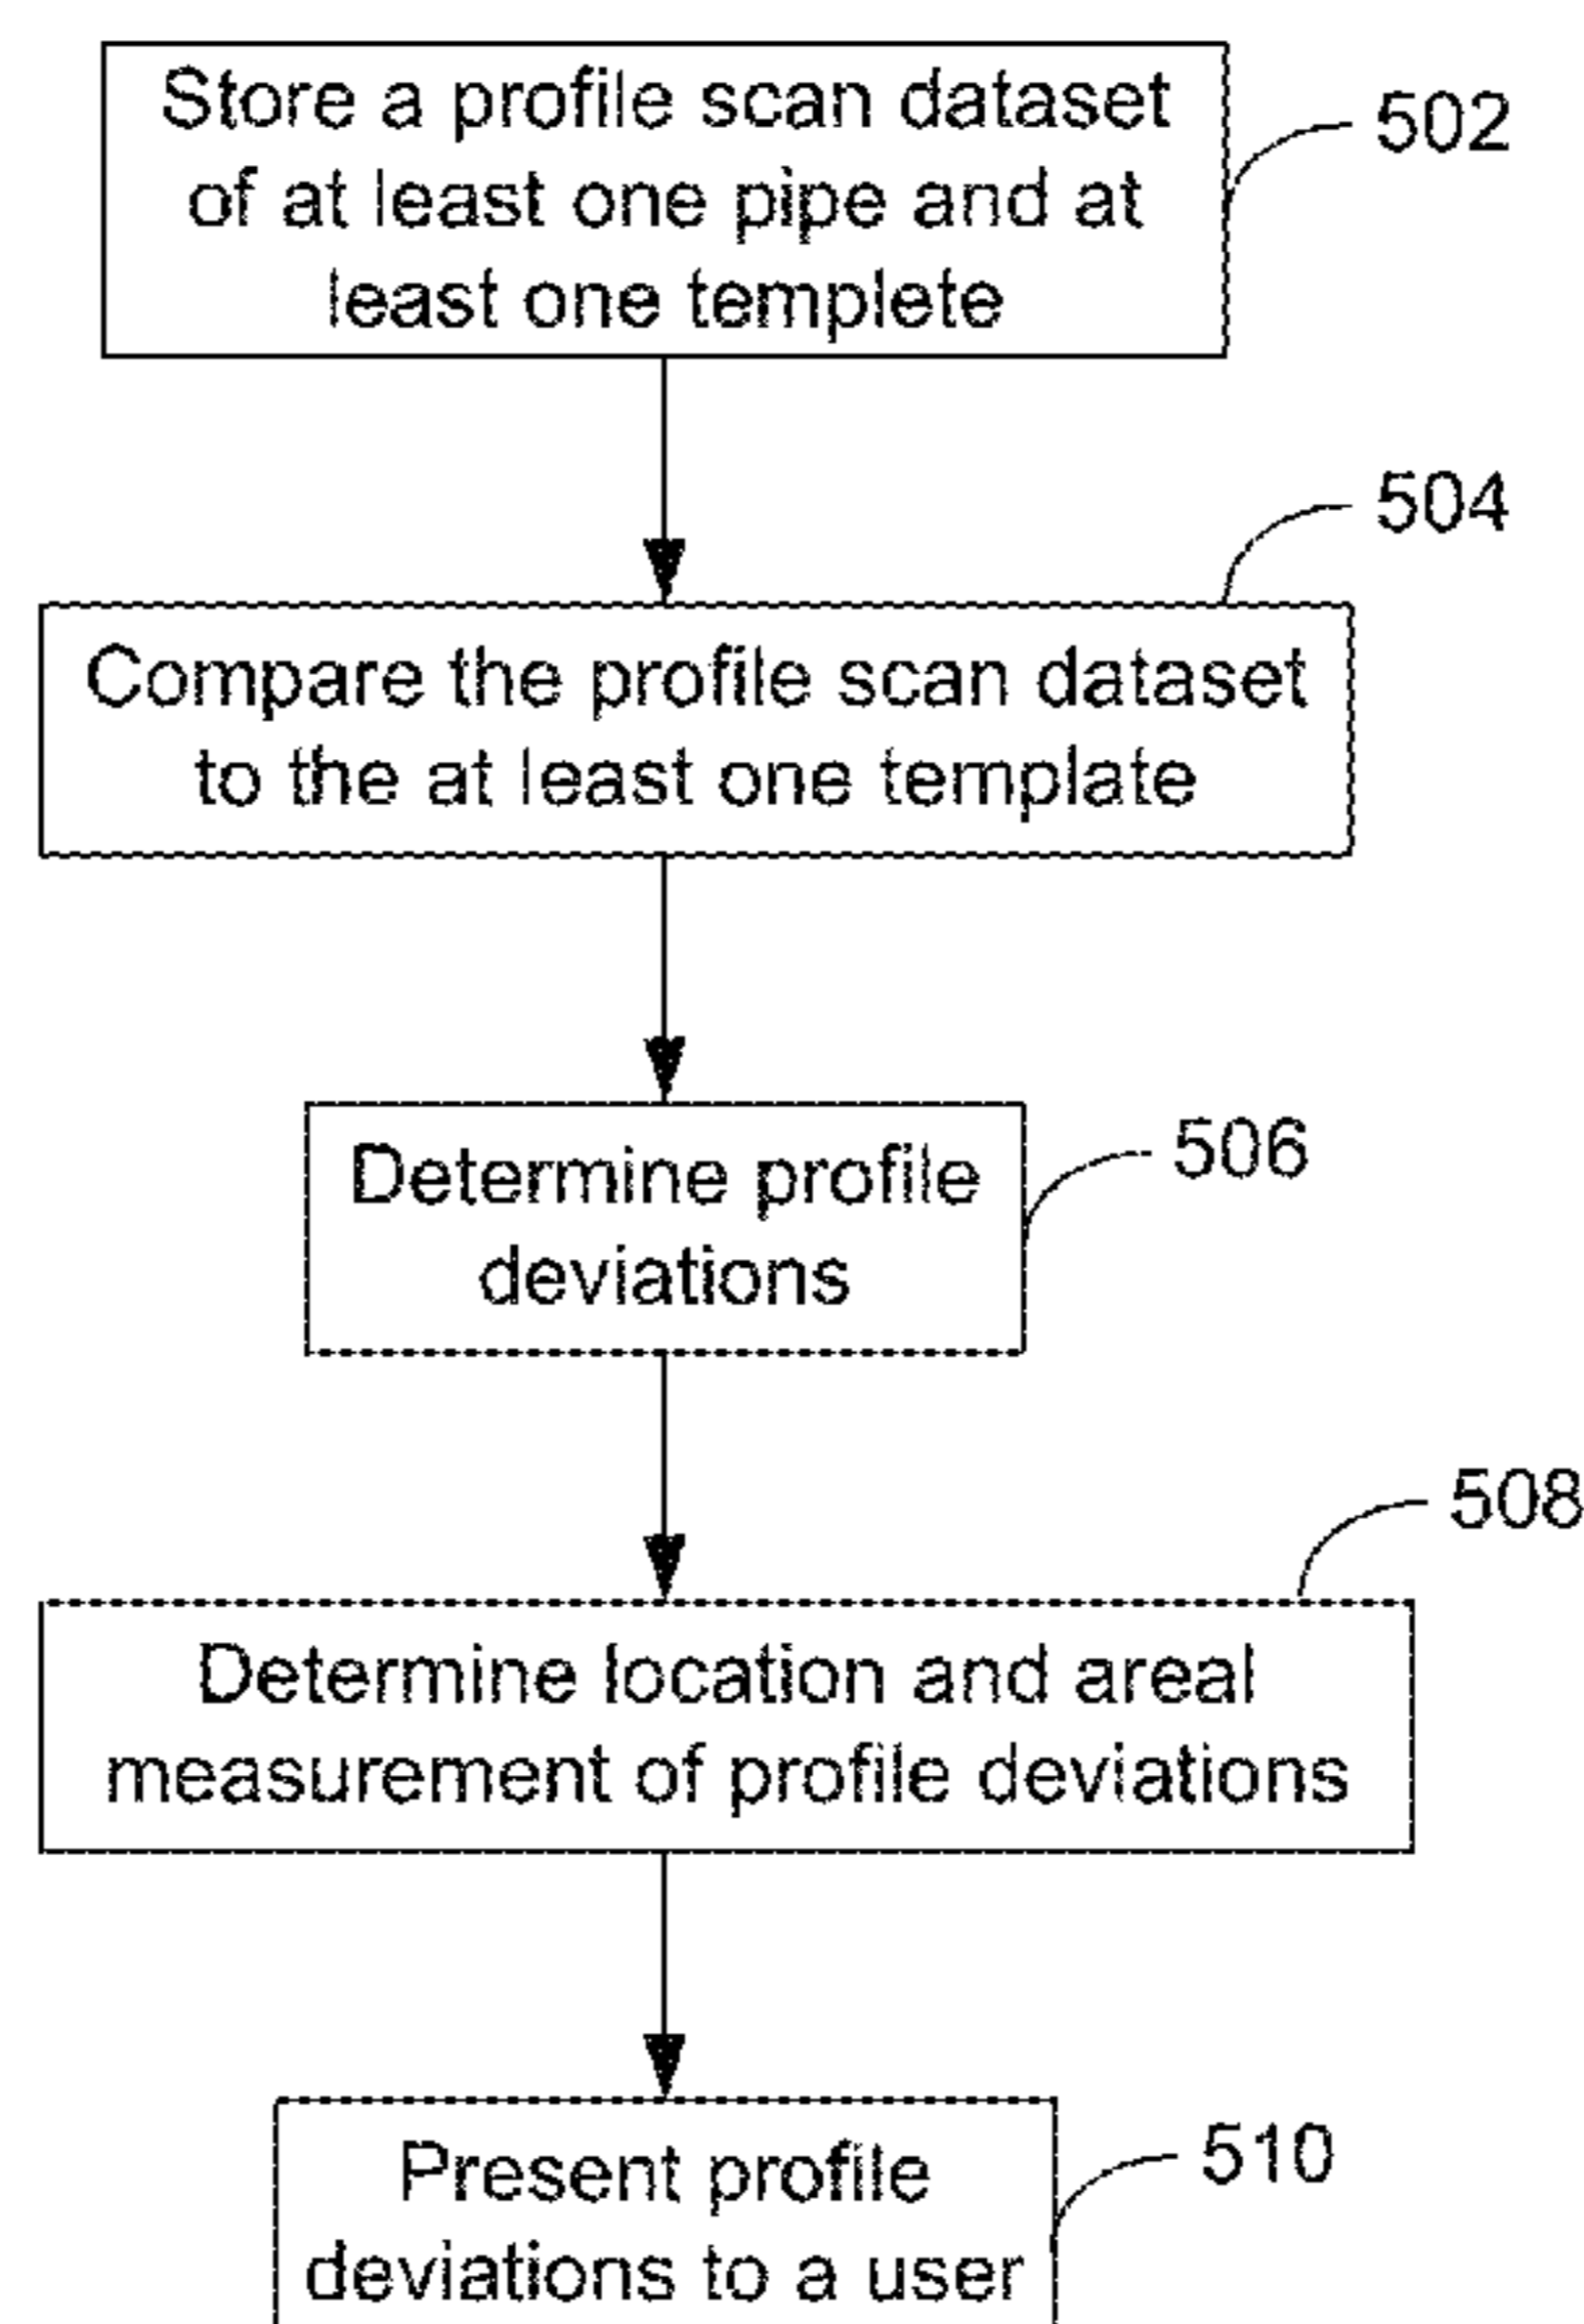 Store a profile scan dataset
of at least one pipe and at
least one templete
502
504
Compare the profile scan dataset
to the at least one template
Determine profile
deviations
506
508
Determine location and areal
measurement of profile deviations
Present profile
deviations to a user
510